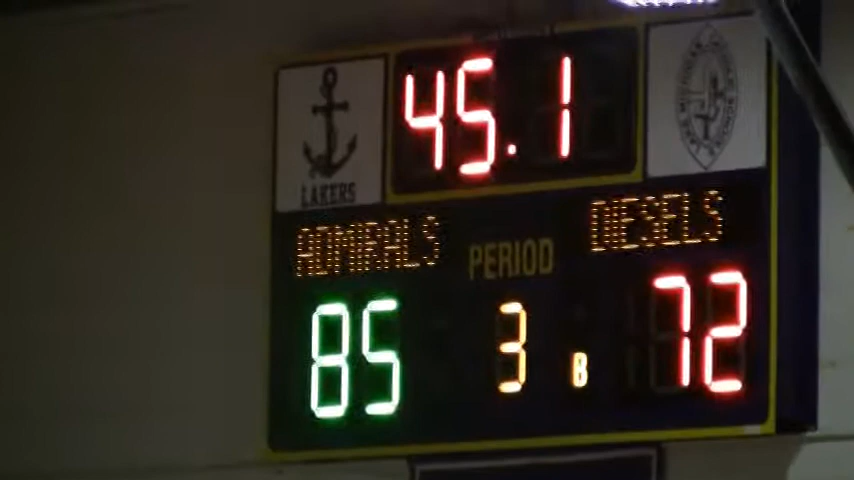 45.1
LAKERS
ADMIRALS
DIESELS
PERIOD
85
3
B
72